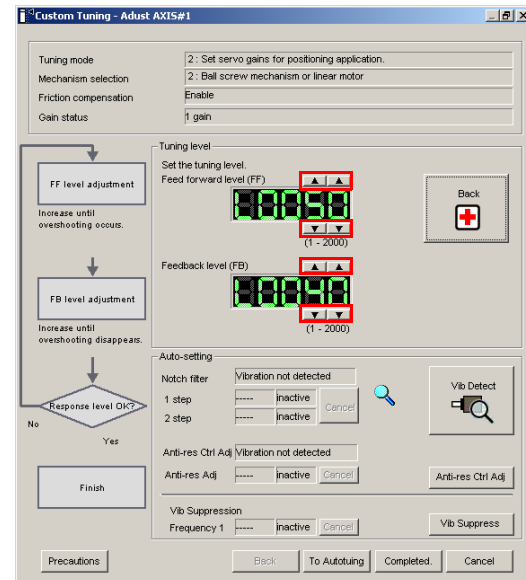 Custom Tuning - Adust AXIS#1
Tuning mode 2 : Set servo gains for positioning application.
Mechanism selection 2 : Ball screw mechanism or linear motor
Friction compensation Enable
Gain status 1 gain
FF level adjustment
Increase until
overshooting occurs.
FB level adjustment
Increase until
overshooting disappears.
Response level OK?
No
Yes
Finish
Tuning level
Set the tuning level.
Feed forward level (FF)
L0050
(1 - 2000)
Feedback level (FB)
L0040
(1 - 2000)
Back
Auto-setting
Notch filter Vibration not detected
1 step ----- inactive Cancel
2 step ----- inactive
Vib Detect
Anti-res Ctrl Adj Vibration not detected
Anti-res Adj ----- inactive Cancel Anti-res Ctrl Adj
Vib Suppression
Frequency 1 ----- inactive Cancel Vib Suppress
Precautions Back To Autotuing Completed. Cancel